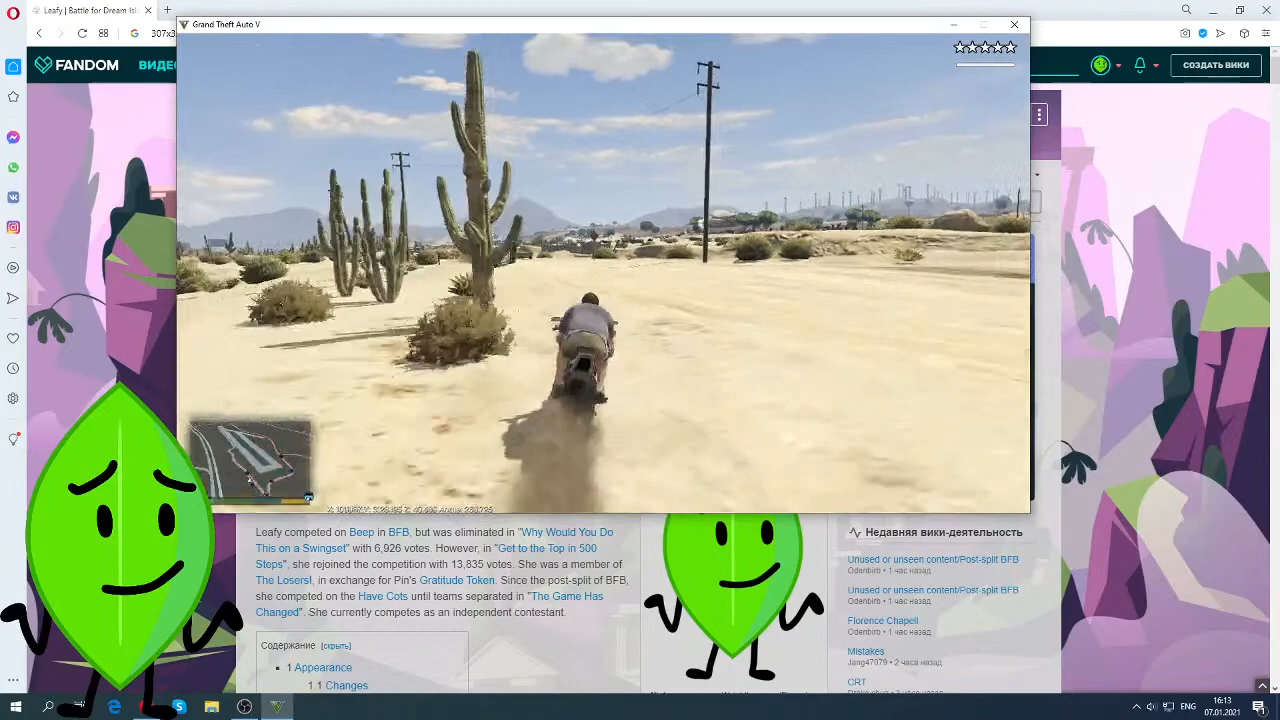 Leafy | Battle for Dream Isl
Grand Theft Auto V
307x3
FANDOM
ВИДЕ
СОЗДАТЬ ВИКИ
Leafy competed on Beep in BFB, but was eliminated in "Why Would You Do
This on a Swingset" with 6,926 votes. However, in "Get to the Top in 500
Steps", she rejoined the competition with 13,835 votes. She was a member of
The Losers!, in exchange for Pin's Gratitude Token. Since the post-split of BFB,
she competed on the Have Cots until teams separated in "The Game Has
Changed". She currently competes as an independent contestant.
Содержание [скрыть]
1 Appearance
1.1 Changes
Недавняя вики-деятельность
Unused or unseen content/Post-split BFB
Odenbirb • 1 час назад
Unused or unseen content/Post-split BFB
Odenbirb • 1 час назад
Florence Chapell
Odenbirb • 1 час назад
Mistakes
Jang47079 • 2 часа назад
CRT
ENG
16:13
07.01.2021